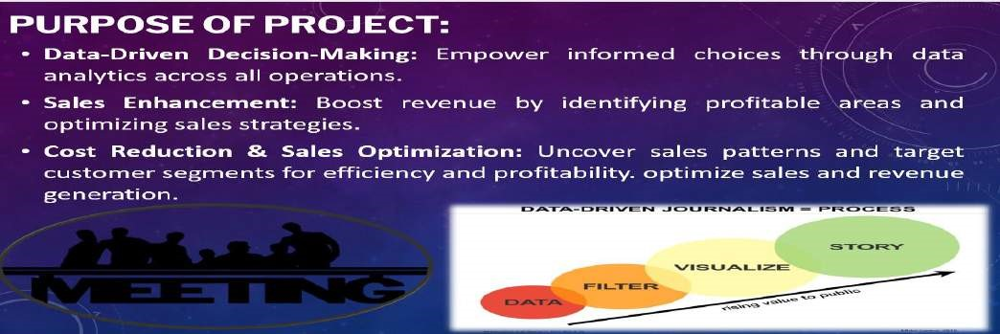 PURPOSE OF PROJECT:
• Data-Driven Decision-Making: Empower informed choices through data
analytics across all operations.
• Sales Enhancement: Boost revenue by identifying profitable areas and
optimizing sales strategies.
• Cost Reduction & Sales Optimization: Uncover sales patterns and target
customer segments for efficiency and profitability. optimize sales and revenue
generation.
MEETING
DATA-DRIVEN JOURNALISM = PROCESS
DATA
FILTER
VISUALIZE
STORY
rising value to public